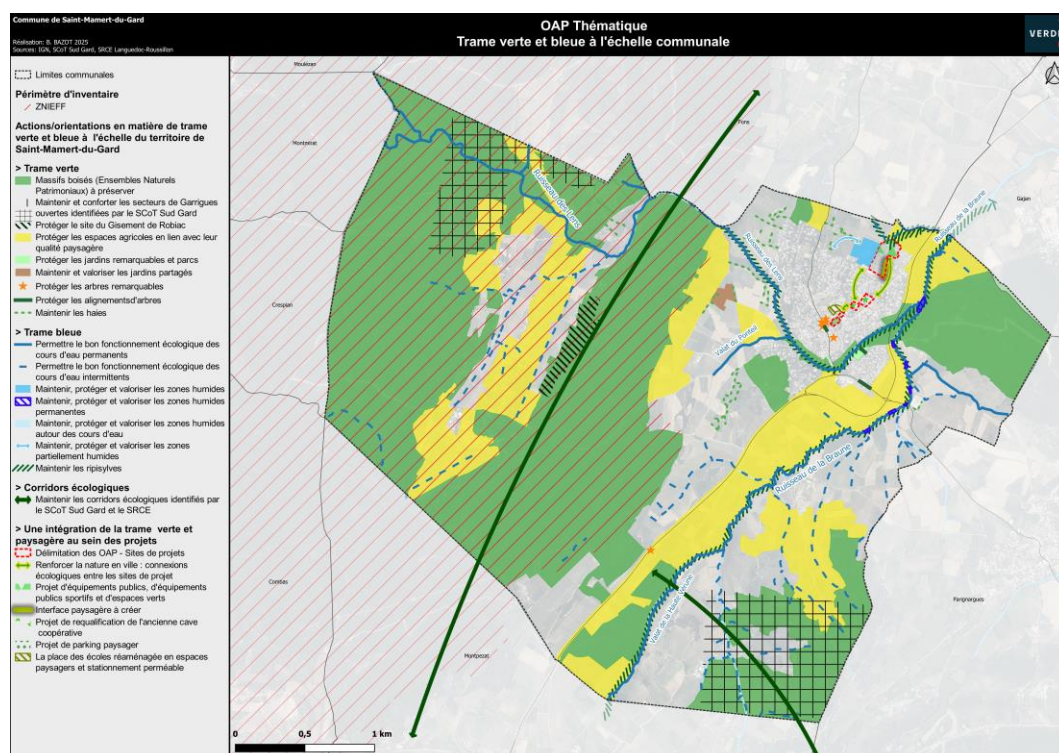 Commune de Saint-Mamert-du-Gard
Réalisation: B. BAZOT 2025
Sources: IGN, SCoT Sud Gard, SRCE Languedoc-Roussillon
OAP Thématique
Trame verte et bleue à l'échelle communale
VERDI
Limites communales
Périmètre d'inventaire
ZNIEFF
Actions/orientations en matière de trame
verte et bleue à l'échelle du territoire de
Saint-Mamert-du-Gard
> Trame verte
Massifs boisés (Ensembles Naturels
Patrimoniaux) à préserver
Maintenir et conforter les secteurs de Garrigues
ouvertes identifiées par le SCoT Sud Gard
Protéger le site du Gisement de Robiac
Protéger les espaces agricoles en lien avec leur
qualité paysagère
Protéger les jardins remarquables et parcs
Maintenir et valoriser les jardins partagés
Protéger les arbres remarquables
Protéger les alignementsd'arbres
Maintenir les haies
> Trame bleue
Permettre le bon fonctionnement écologique des
cours d'eau permanents
Permettre le bon fonctionnement écologique des
cours d'eau intermittents
Maintenir, protéger et valoriser les zones humides
Maintenir, protéger et valoriser les zones humides
permanentes
Maintenir, protéger et valoriser les zones humides
autour des cours d'eau
Maintenir, protéger et valoriser les zones
partiellement humides
Maintenir les ripisylves
> Corridors écologiques
Maintenir les corridors écologiques identifiés par
le SCoT Sud Gard et le SRCE
> Une intégration de la trame verte et
paysagère au sein des projets
Délimitation des OAP - Sites de projets
Renforcer la nature en ville : connexions
écologiques entre les sites de projet
Projet d'équipements publics, d'équipements
publics sportifs et d'espaces verts
Interface paysagère à créer
Projet de requalification de l'ancienne cave
coopérative
Projet de parking paysager
La place des écoles réaménagée en espaces
paysagers et stationnement perméable
Moulézan
Montmirat
Fons
Gajan
Crespian
Combas
Montpezat
Parignargues
Ruisseau des Lens
Ruisseau des Lens
Ruisseau de la Braune
Valat du Ponteil
Ruisseau de la Braune
Valat de la Haute
0
0,5
1 km